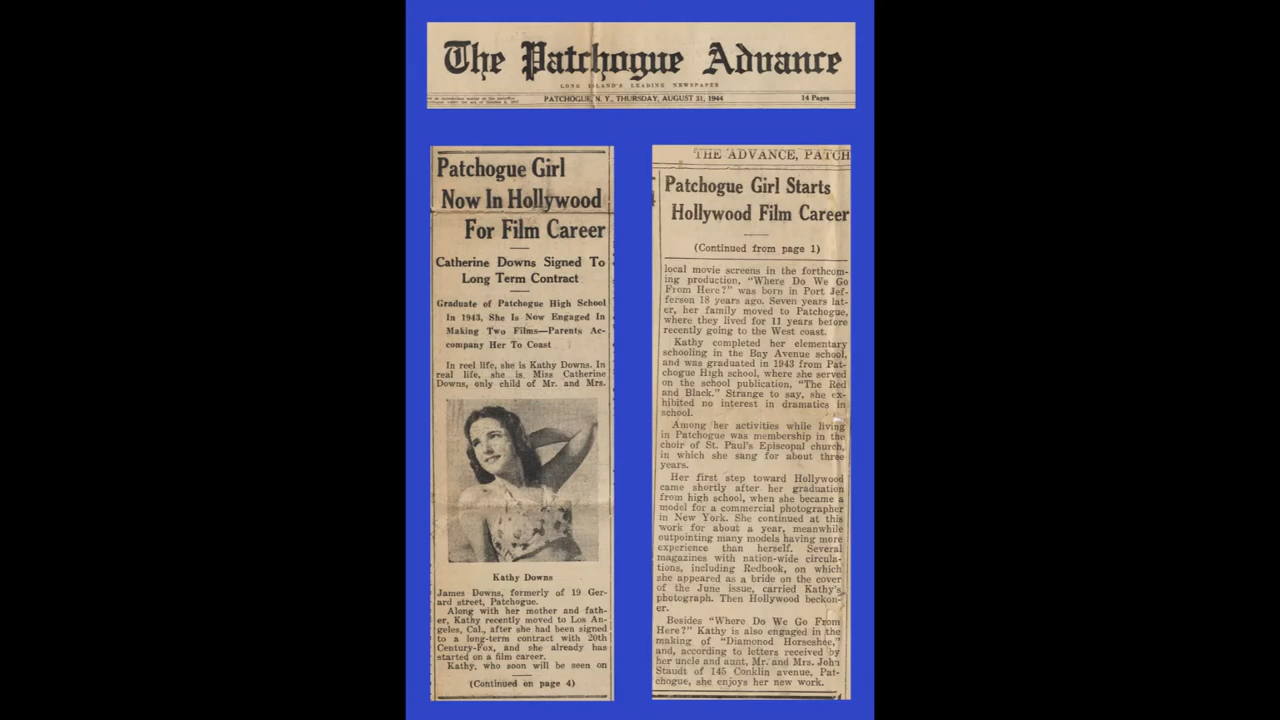 The Patchogue Advance
LONG ISLAND'S LEADING NEWSPAPER
PATCHOGUE, N. Y., THURSDAY, AUGUST 31, 1944
14 Pages
Patchogue Girl
Now In Hollywood
For Film Career
Catherine Downs Signed To
Long Term Contract
Graduate of Patchogue High School
In 1943, She Is Now Engaged In
Making Two Films—Parents Ac-
company Her To Coast
In reel life, she is Kathy Downs. In
real life, she is Miss Catherine
Downs, only child of Mr. and Mrs.
Kathy Downs
James Downs, formerly of 19 Ger-
ard street, Patchogue.
Along with her mother and fath-
er, Kathy recently moved to Los An-
geles, Cal., after she had been signed
to a long-term contract with 20th
Century-Fox, and she already has
started on a film career.
Kathy, who soon will be seen on
(Continued on page 4)
THE ADVANCE, PATCH
Patchogue Girl Starts
Hollywood Film Career
(Continued from page 1)
local movie screens in the forthcom-
ing production, "Where Do We Go
From Here?" was born in Port Jef-
ferson 18 years ago. Seven years lat-
er, her family moved to Patchogue,
where they lived for 11 years before
recently going to the West coast.
Kathy completed her elementary
schooling in the Bay Avenue school,
and was graduated in 1943 from Pat-
chogue High school, where she served
on the school publication, "The Red
and Black." Strange to say, she ex-
hibited no interest in dramatics in
school.
Among her activities while living
in Patchogue was membership in the
choir of St. Paul's Episcopal church,
in which she sang for about three
years.
Her first step toward Hollywood
came shortly after her graduation
from high school, when she became a
model for a commercial photographer
in New York. She continued at this
work for about a year, meanwhile
outpointing many models having more
experience than herself. Several
magazines with nation-wide circula-
tions, including Redbook, on which
she appeared as a bride on the cover
of the June issue, carried Kathy's
photograph. Then Hollywood beckon-
er.
Besides "Where Do We Go From
Here?" Kathy is also engaged in the
making of "Diamonod Horseshée,"
and, according to letters received by
her uncle and aunt, Mr. and Mrs. John
Staudt of 145 Conklin avenue, Pat-
chogue, she enjoys her new work.